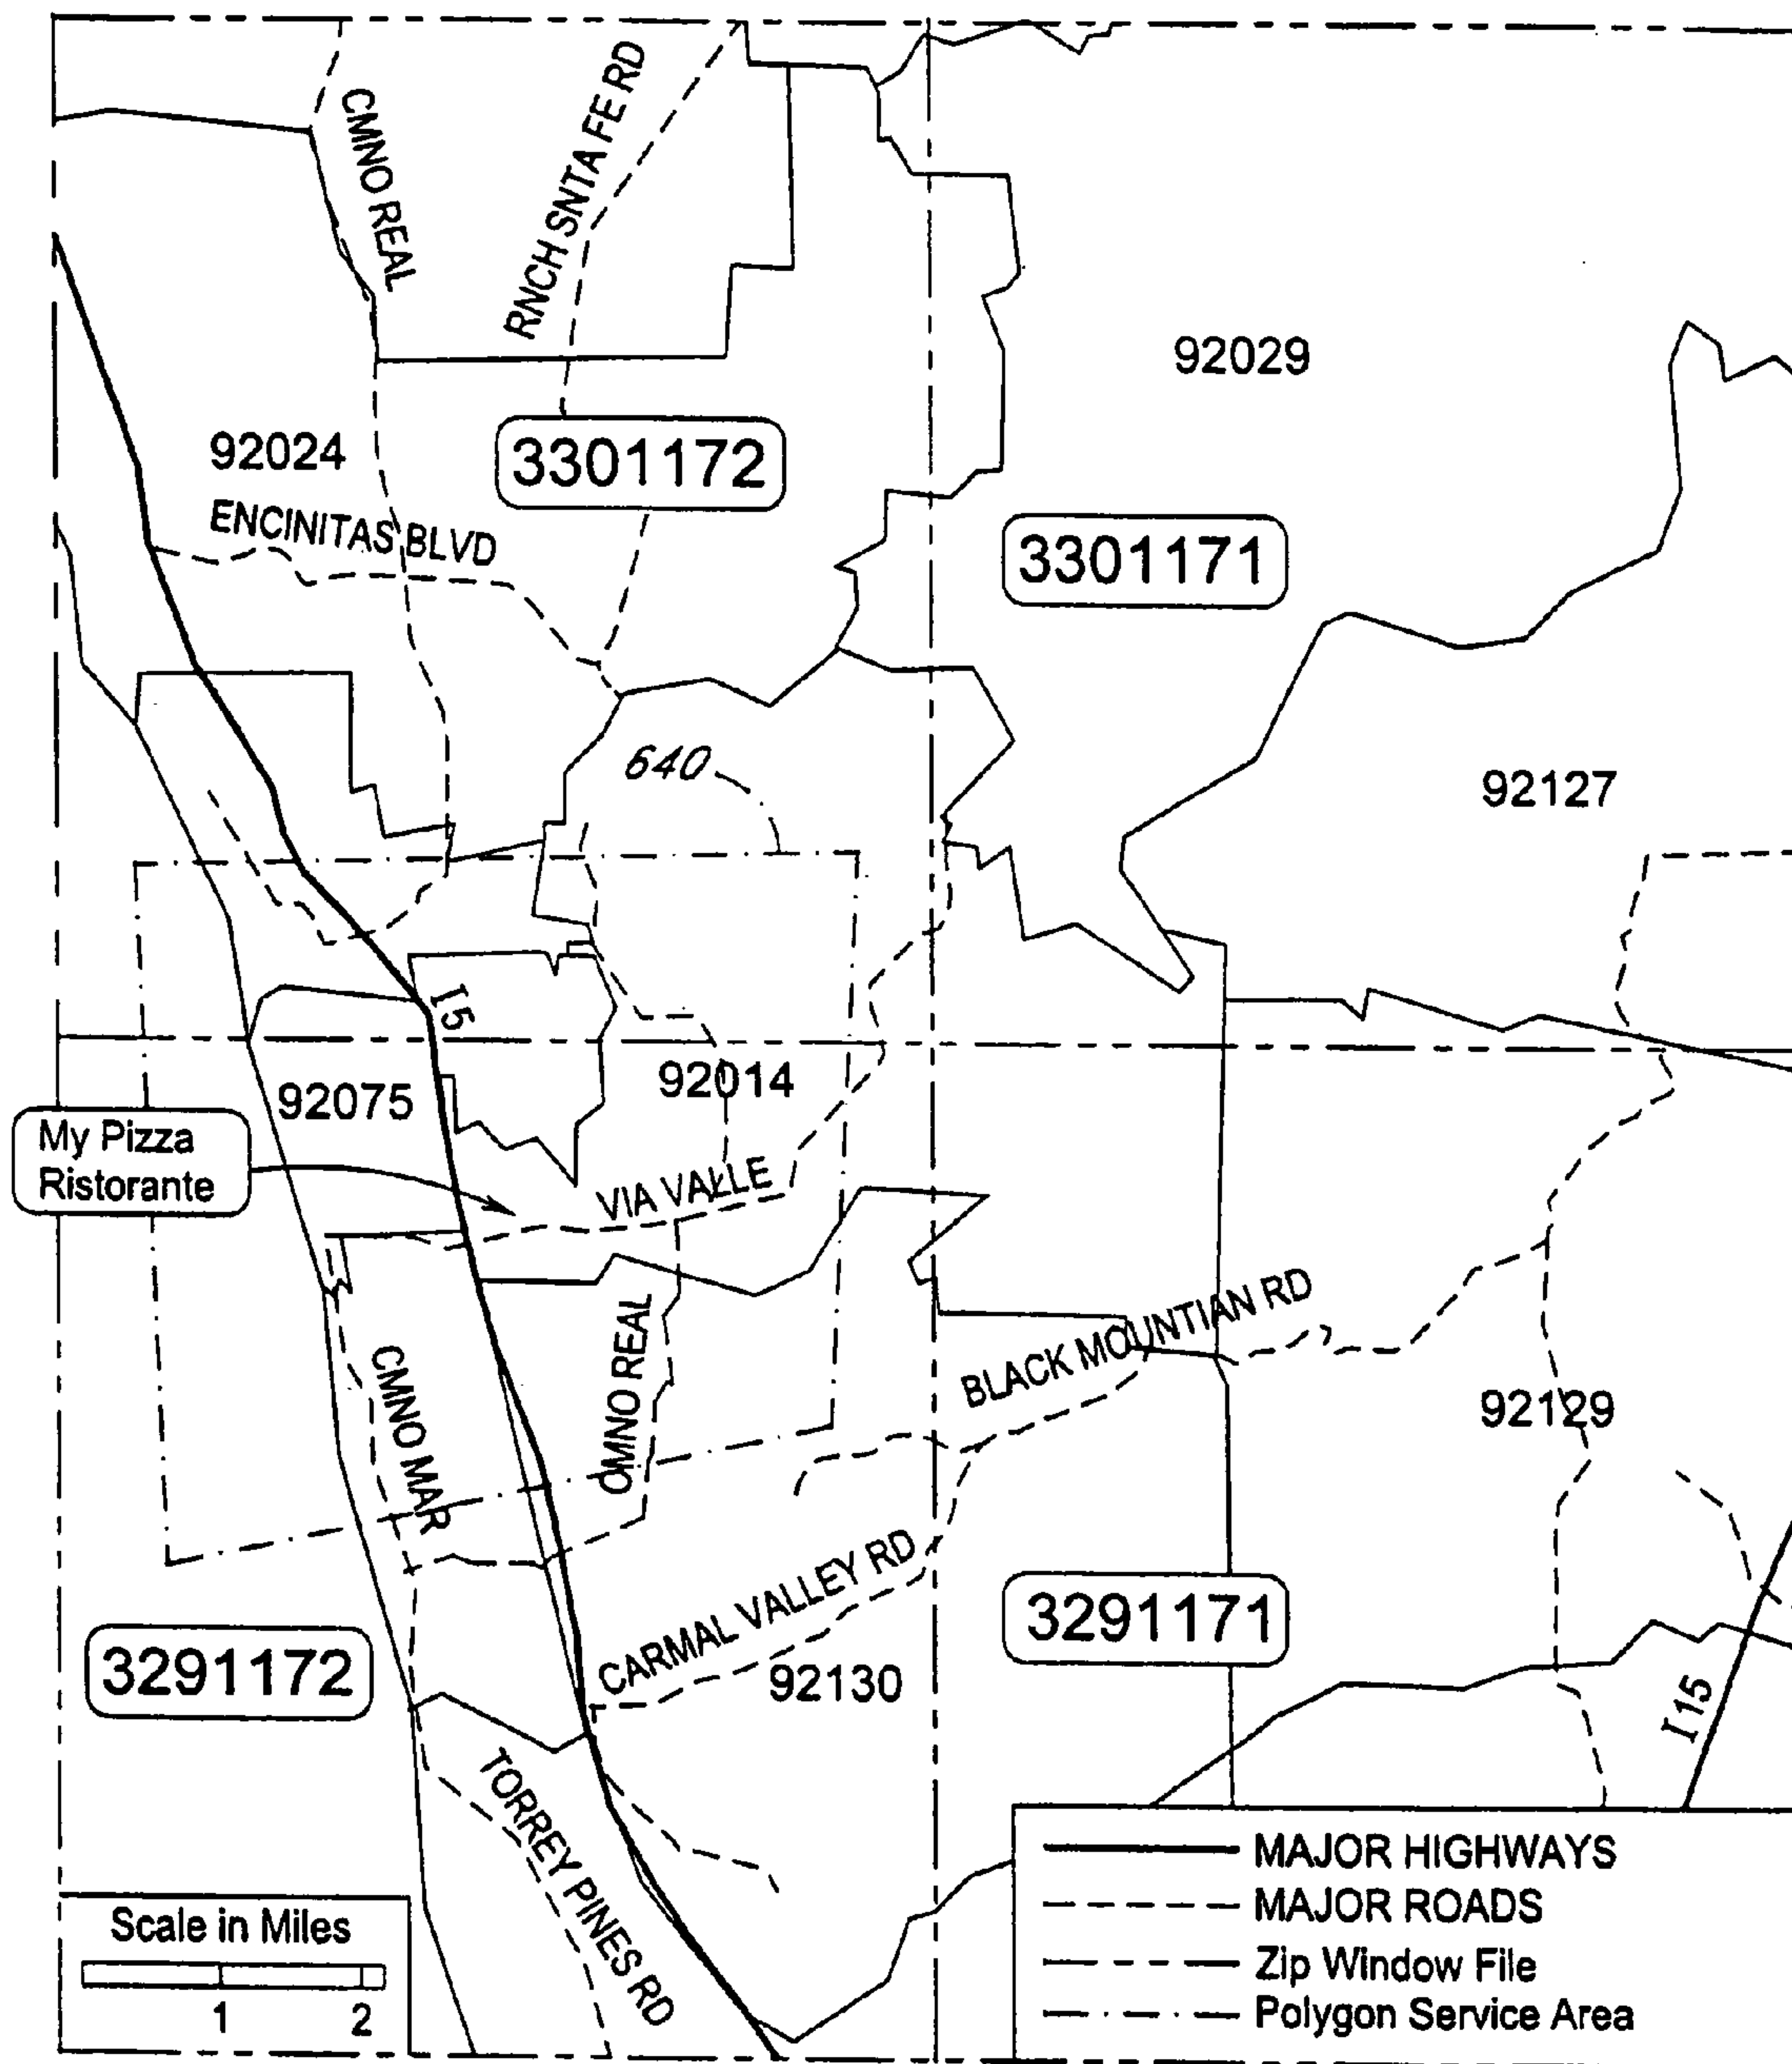 CMNO REAL
RNCH SNTA FE RD
92029
92024
3301172
ENCINITAS BLVD
3301171
640
92127
I5
92014
92075
My Pizza
Ristorante
VIA VALLE
BLACK MOUNTIAN RD
CMNO MAR
OMNO REAL
92129
CARMAL VALLEY RD
3291171
3291172
92130
I15
TORREY PINES RD
MAJOR HIGHWAYS
MAJOR ROADS
Zip Window File
Polygon Service Area
Scale in Miles
1 2